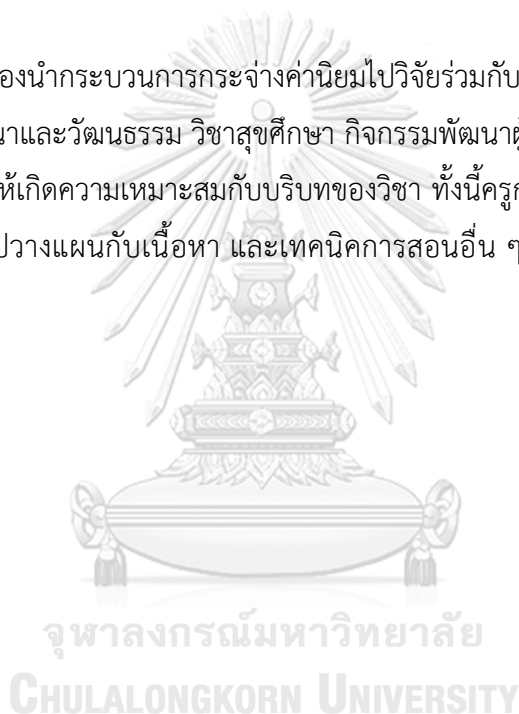 องนำกระบวนการกระจ่างค่านิยมไปวิจัยร่วมกับ
นาและวัฒนธรรม วิชาสุขศึกษา กิจกรรมพัฒนาผู้
ห้เกิดความเหมาะสมกับบริบทของวิชา ทั้งนี้ครูก
ปวางแผนกับเนื้อหา และเทคนิคการสอนอื่น ๆ
จุฬาลงกรณ์มหาวิทยาลัย
CHULALONGKORN UNIVERSITY